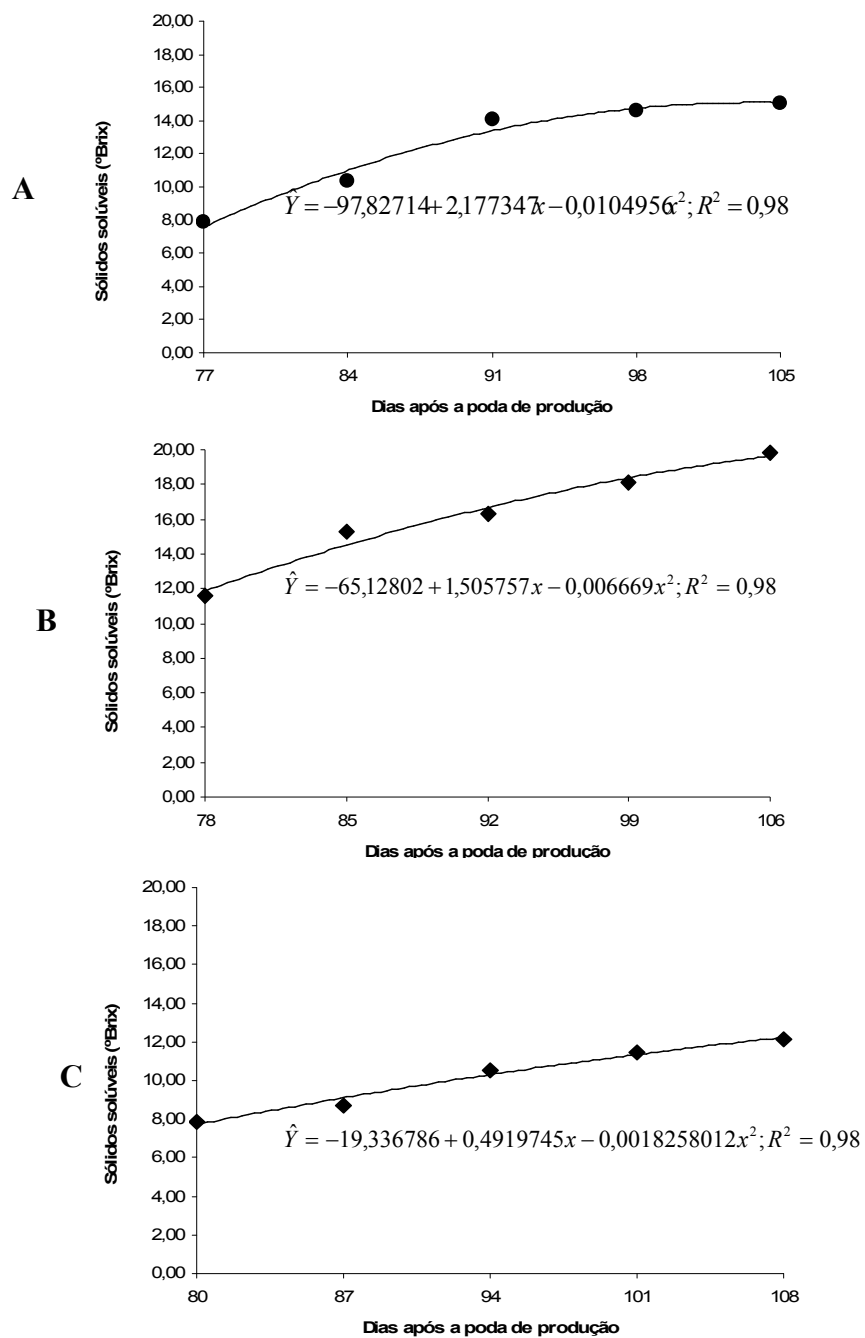 A
Sólidos solúveis (ºBrix)
20,00
18,00
16,00
14,00
12,00
10,00
8,00
6,00
4,00
2,00
0,00
Ŷ = −97,82714 + 2,177347x − 0,0104956x²; R² = 0,98
77 84 91 98 105
Dias após a poda de produção
B
Sólidos solúveis (ºBrix)
20,00
18,00
16,00
14,00
12,00
10,00
8,00
6,00
4,00
2,00
0,00
Ŷ = −65,12802 + 1,505757x − 0,006669x²; R² = 0,98
78 85 92 99 106
Dias após a poda de produção
C
Sólidos solúveis (ºBrix)
20,00
18,00
16,00
14,00
12,00
10,00
8,00
6,00
4,00
2,00
0,00
Ŷ = −19,336786 + 0,4919745x − 0,0018258012x²; R² = 0,98
80 87 94 101 108
Dias após a poda de produção